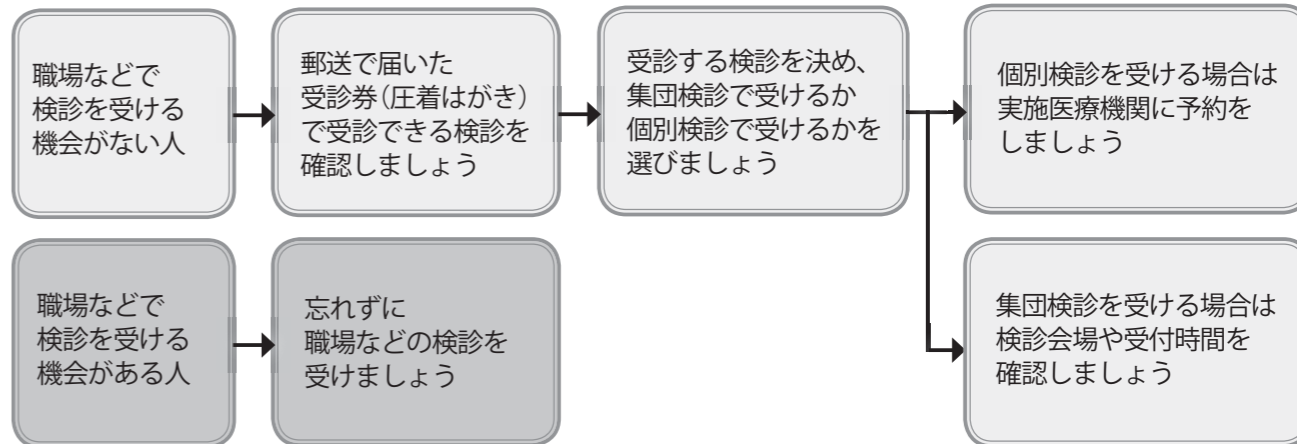 職場などで
検診を受ける
機会がない人
郵送で届いた
受診券(圧着はがき)
で受診できる検診を
確認しましょう
受診する検診を決め、
集団検診で受けるか
個別検診で受けるかを
選びましょう
個別検診を受ける場合は
実施医療機関に予約を
しましょう
職場などで
検診を受ける
機会がある人
忘れずに
職場などの検診を
受けましょう
集団検診を受ける場合は
検診会場や受付時間を
確認しましょう